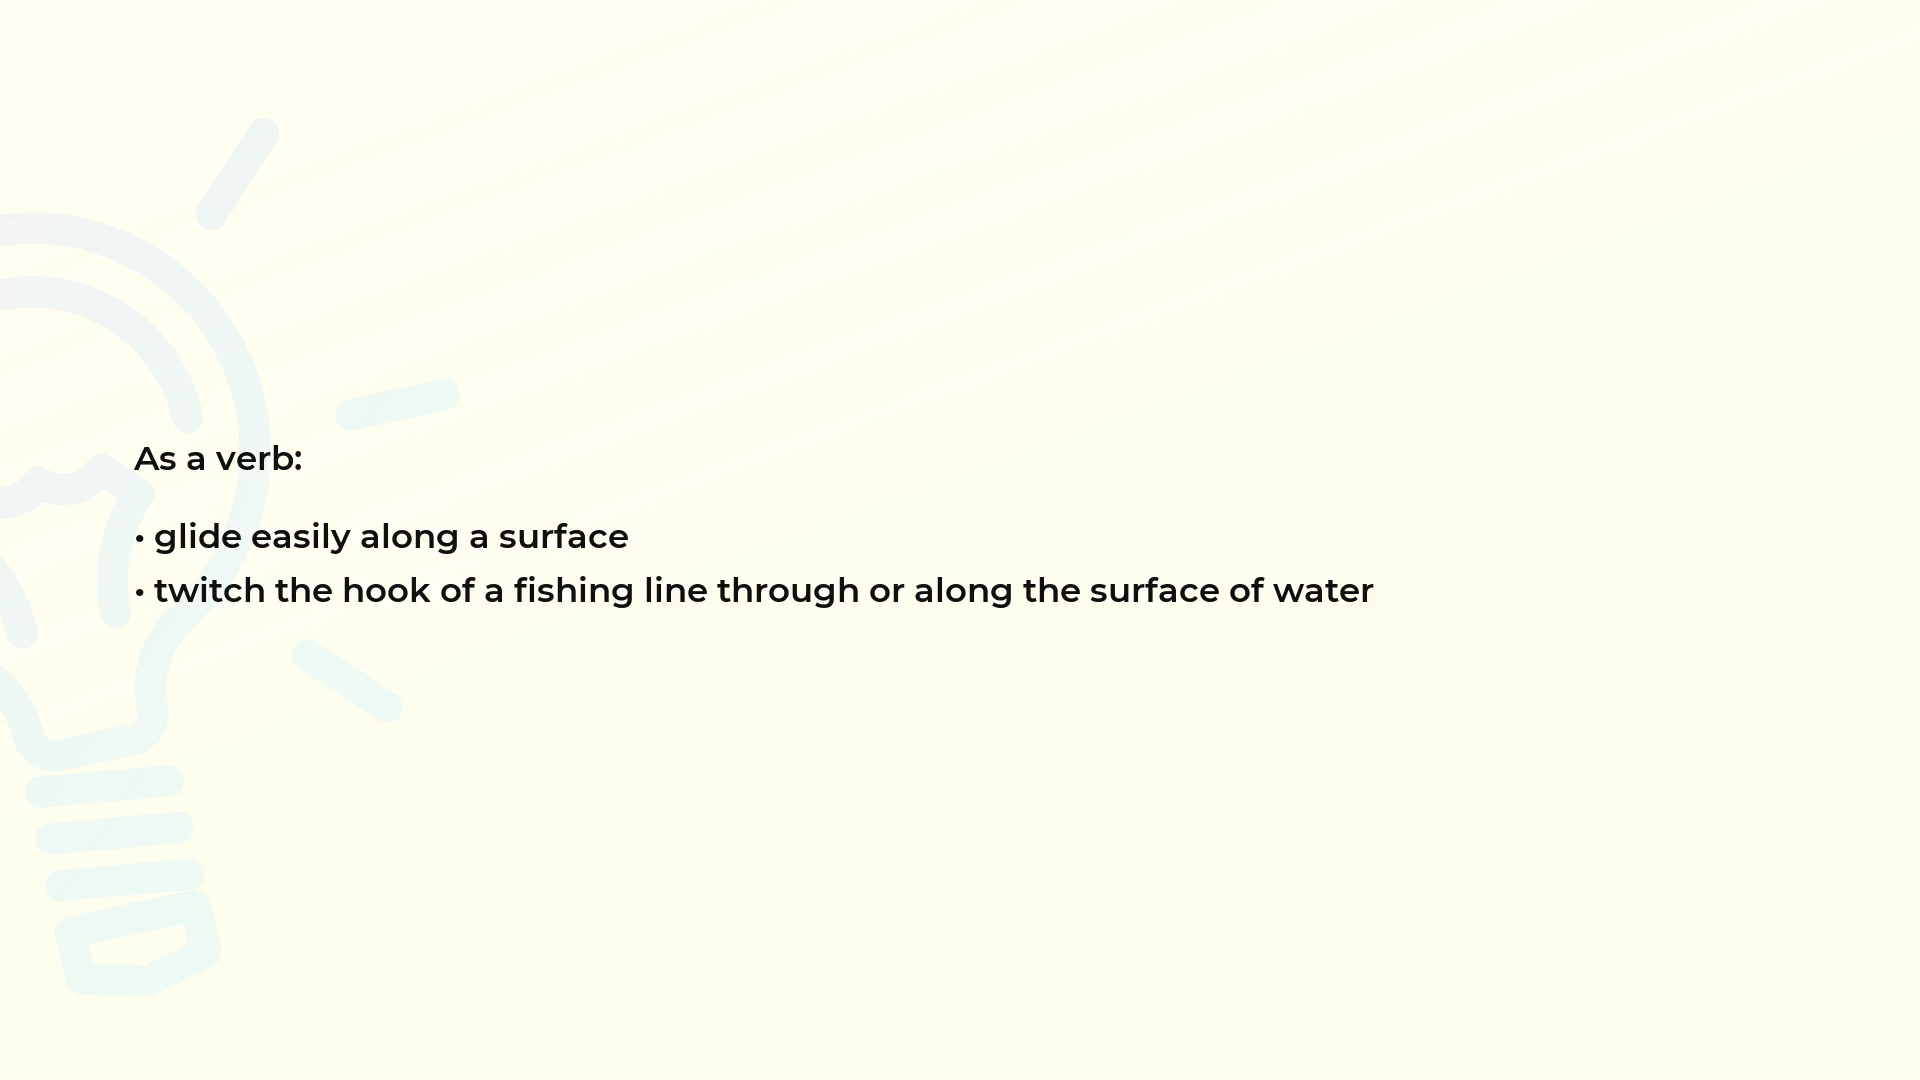 As a verb:
• glide easily along a surface
• twitch the hook of a fishing line through or along the surface of water